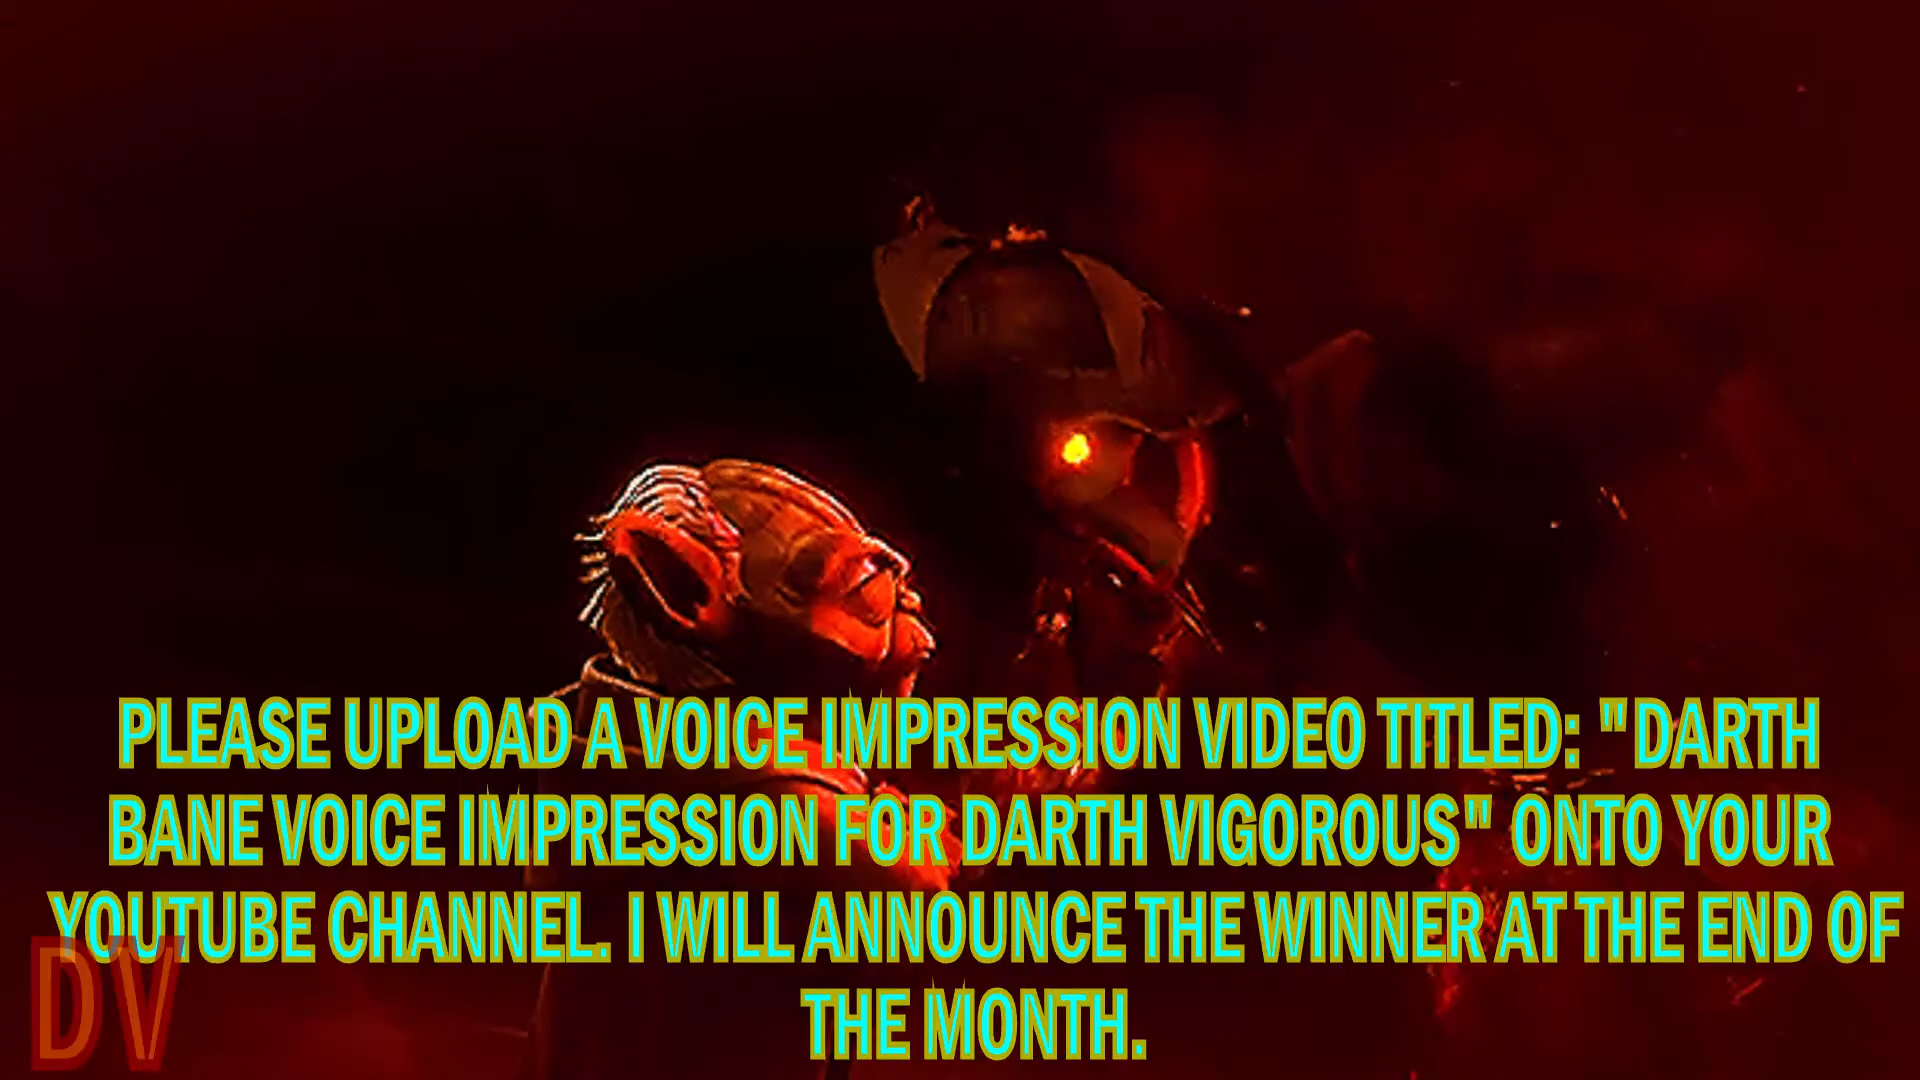 PLEASE UPLOAD A VOICE IMPRESSION VIDEO TITLED: "DARTH
BANE VOICE IMPRESSION FOR DARTH VIGOROUS" ONTO YOUR
YOUTUBE CHANNEL. I WILL ANNOUNCE THE WINNER AT THE END OF
THE MONTH.
DV